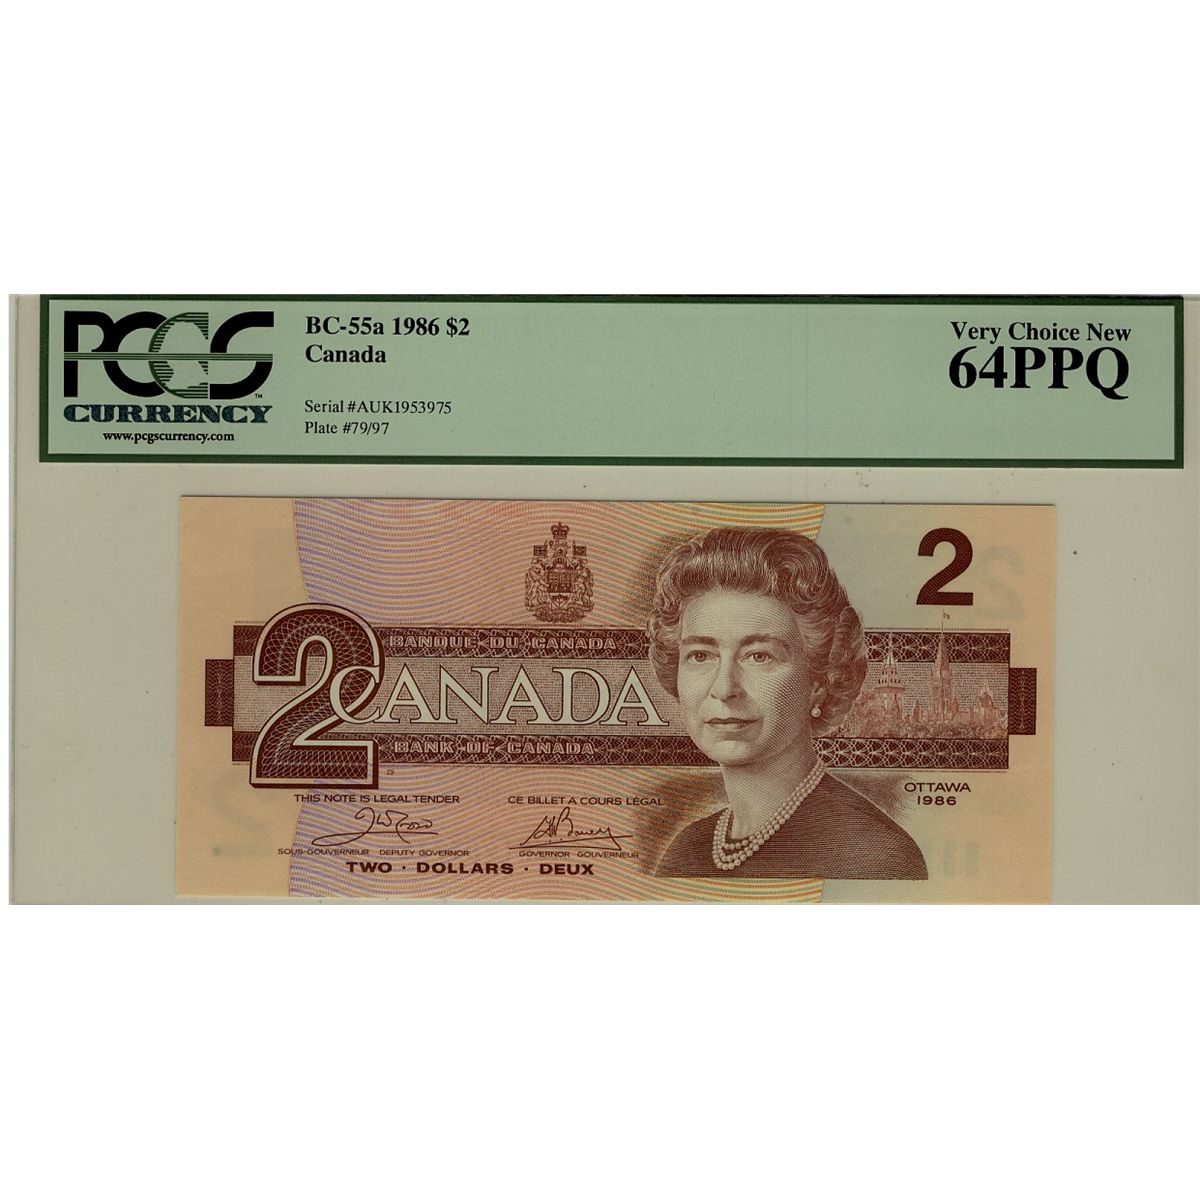 PCGS
CURRENCY
www.pcgscurrency.com
BC-55a 1986 $2
Canada
Serial #AUK1953975
Plate #79/97
Very Choice New
64PPQ
2
BANQUE DU CANADA
2 CANADA
BANK OF CANADA
79
THIS NOTE IS LEGAL TENDER
CE BILLET A COURS LÉGAL
SOUS-GOUVERNEUR DEPUTY GOVERNOR
GOVERNOR-GOUVERNEUR
TWO · DOLLARS · DEUX
OTTAWA
1986